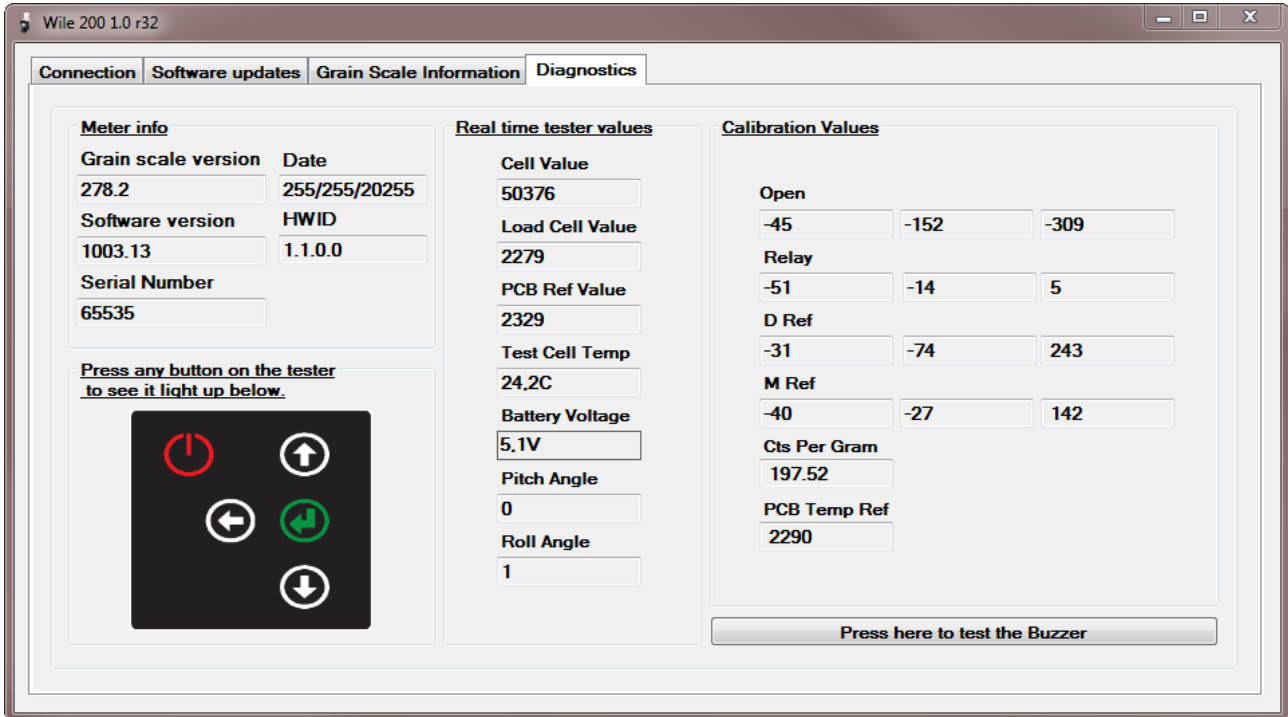 Wile 200 1.0 r32
Connection Software updates Grain Scale Information Diagnostics
Meter info
Grain scale version Date
278.2 255/255/20255
Software version HWID
1003.13 1.1.0.0
Serial Number
65535
Press any button on the tester
to see it light up below.
Real time tester values
Cell Value
50376
Load Cell Value
2279
PCB Ref Value
2329
Test Cell Temp
24,2C
Battery Voltage
5,1V
Pitch Angle
0
Roll Angle
1
Calibration Values
Open
-45 -152 -309
Relay
-51 -14 5
D Ref
-31 -74 243
M Ref
-40 -27 142
Cts Per Gram
197.52
PCB Temp Ref
2290
Press here to test the Buzzer